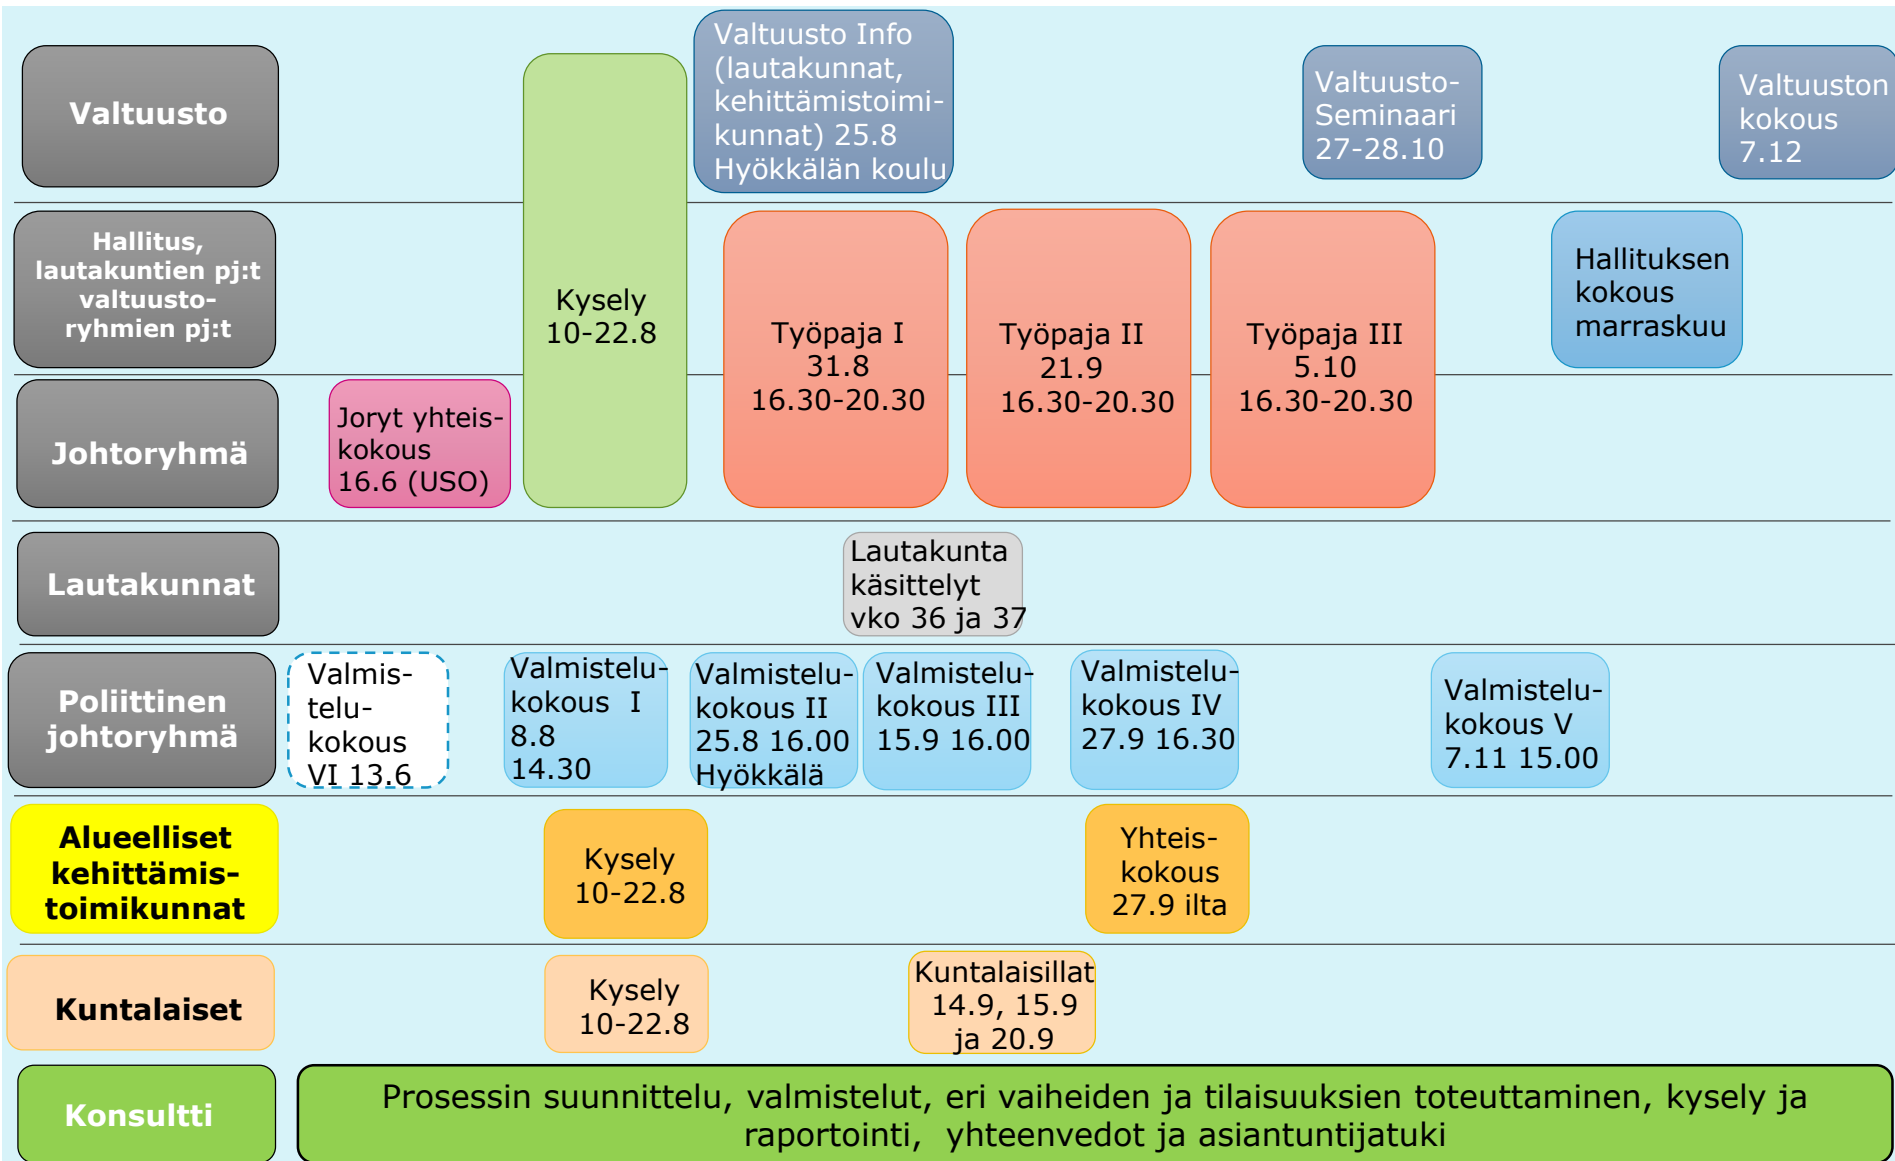 Valtuusto
Valtuusto Info
(lautakunnat,
kehittämistoimi-
kunnat) 25.8
Hyökkälän koulu
Valtuusto-
Seminaari
27-28.10
Valtuuston
kokous
7.12
Hallitus,
lautakuntien pj:t
valtuusto-
ryhmien pj:t
Kysely
10-22.8
Työpaja I
31.8
16.30-20.30
Työpaja II
21.9
16.30-20.30
Työpaja III
5.10
16.30-20.30
Hallituksen
kokous
marraskuu
Johtoryhmä
Joryt yhteis-
kokous
16.6 (USO)
Lautakunnat
Lautakunta
käsittelyt
vko 36 ja 37
Poliittinen
johtoryhmä
Valmis-
telu-
kokous
VI 13.6
Valmistelu-
kokous I
8.8
14.30
Valmistelu-
kokous II
25.8 16.00
Hyökkälä
Valmistelu-
kokous III
15.9 16.00
Valmistelu-
kokous IV
27.9 16.30
Valmistelu-
kokous V
7.11 15.00
Alueelliset
kehittämis-
toimikunnat
Kysely
10-22.8
Yhteis-
kokous
27.9 ilta
Kuntalaiset
Kysely
10-22.8
Kuntalaisillat
14.9, 15.9
ja 20.9
Konsultti
Prosessin suunnittelu, valmistelut, eri vaiheiden ja tilaisuuksien toteuttaminen, kysely ja
raportointi, yhteenvedot ja asiantuntijatuki